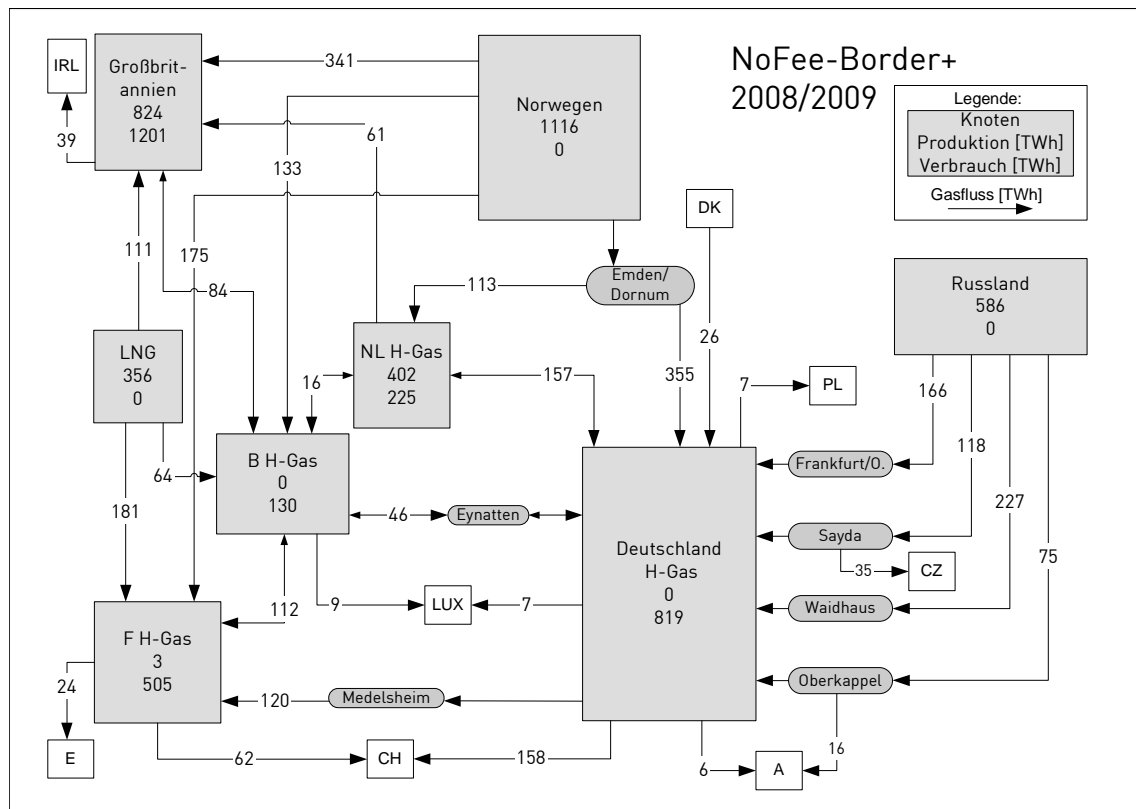 NoFee-Border+
2008/2009
Legende:
Knoten
Produktion [TWh]
Verbrauch [TWh]
Gasfluss [TWh]
IRL
Großbrit-
annien
824
1201
341
Norwegen
1116
0
39
61
133
DK
111
175
84
Emden/
Dornum
113
Russland
586
0
LNG
356
0
NL H-Gas
402
225
16
157
355
26
7
PL
166
118
227
75
B H-Gas
0
130
64
181
46
Eynatten
Frankfurt/O.
Sayda
35
CZ
Deutschland
H-Gas
0
819
Waidhaus
112
9
LUX
7
F H-Gas
3
505
24
120
Medelsheim
Oberkappel
16
E
62
CH
158
6
A